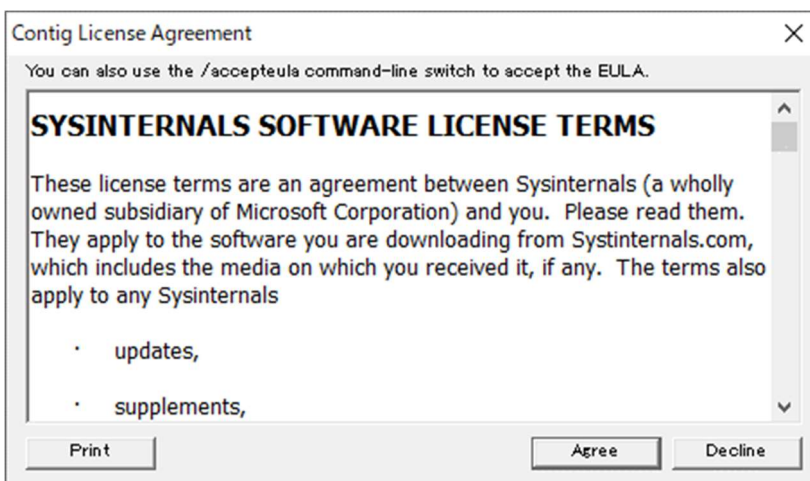 Contig License Agreement
You can also use the /accepteula command-line switch to accept the EULA.
SYSINTERNALS SOFTWARE LICENSE TERMS
These license terms are an agreement between Sysinternals (a wholly
owned subsidiary of Microsoft Corporation) and you.  Please read them.
They apply to the software you are downloading from Systinternals.com,
which includes the media on which you received it, if any.  The terms also
apply to any Sysinternals
· updates,
· supplements,
Print Agree Decline